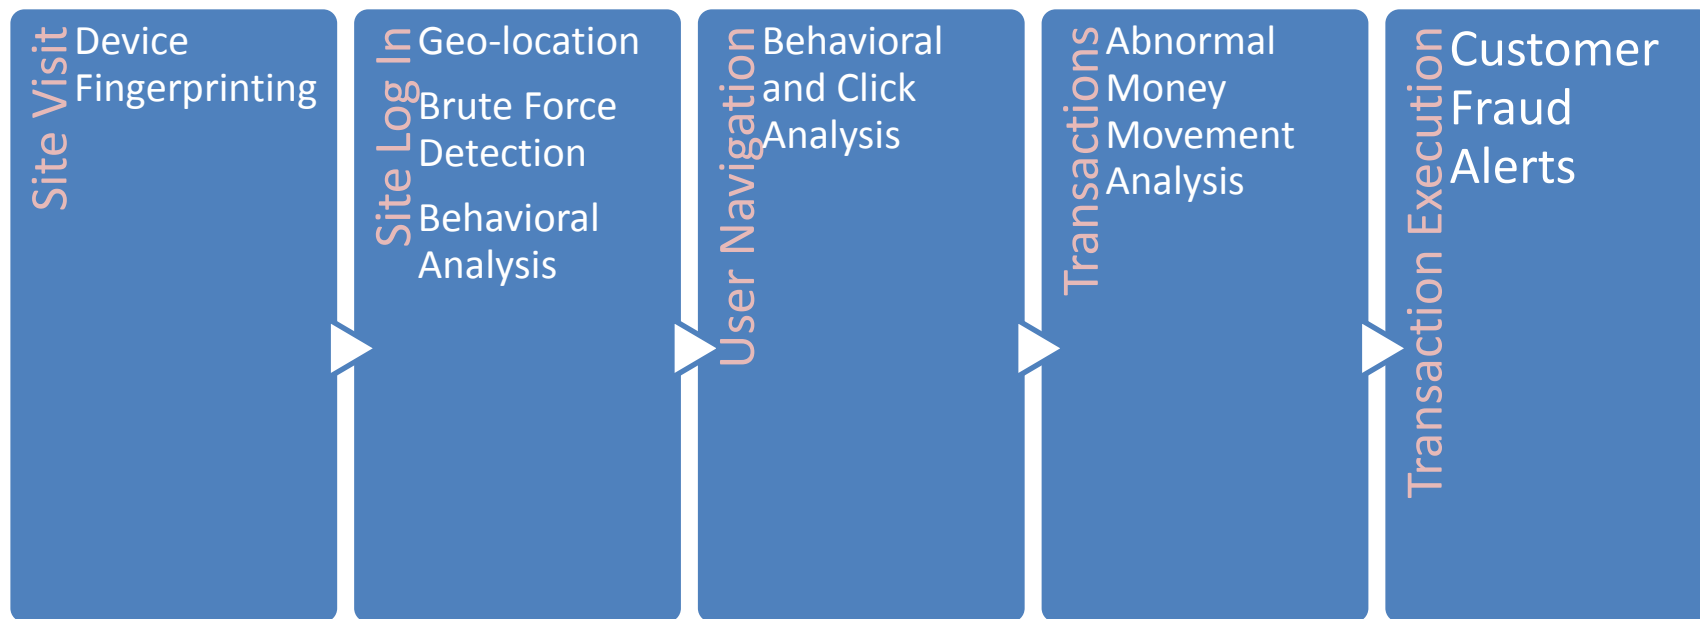 Site Visit
Device
Fingerprinting
Site Log In
Geo-location
Brute Force
Detection
Behavioral
Analysis
User Navigation
Behavioral
and Click
Analysis
Transactions
Abnormal
Money
Movement
Analysis
Transaction Execution
Customer
Fraud
Alerts